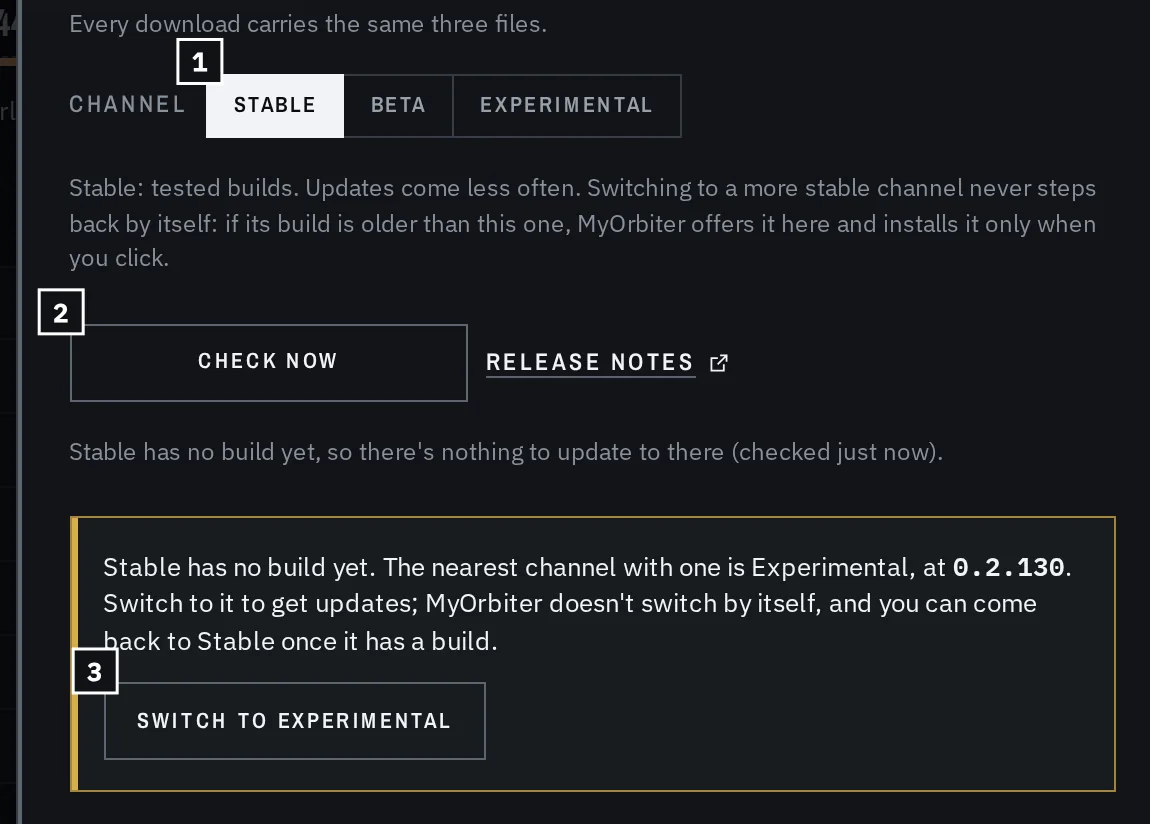 Every download carries the same three files.
1
CHANNEL STABLE BETA EXPERIMENTAL
Stable: tested builds. Updates come less often. Switching to a more stable channel never steps
back by itself: if its build is older than this one, MyOrbiter offers it here and installs it only when
you click.
2
CHECK NOW RELEASE NOTES
Stable has no build yet, so there's nothing to update to there (checked just now).
Stable has no build yet. The nearest channel with one is Experimental, at 0.2.130.
Switch to it to get updates; MyOrbiter doesn't switch by itself, and you can come
back to Stable once it has a build.
3
SWITCH TO EXPERIMENTAL